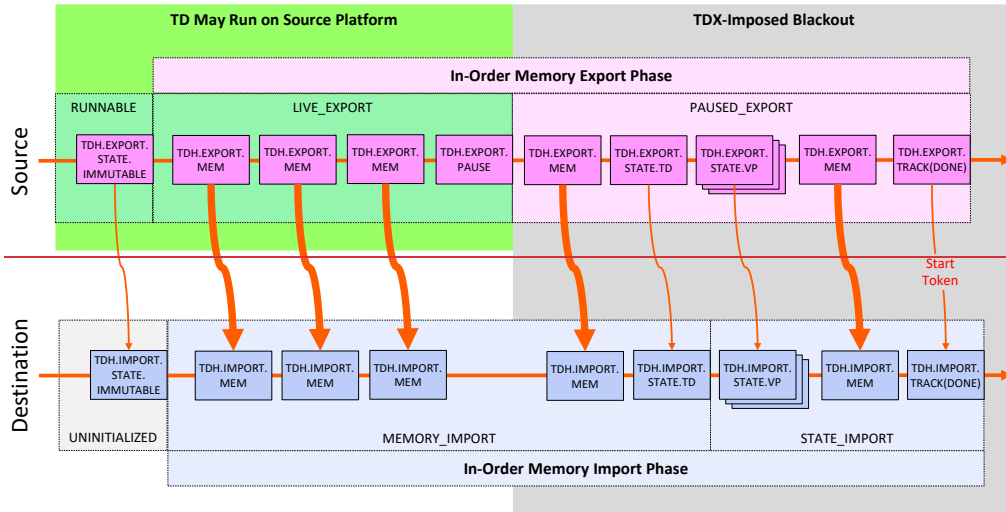 TD May Run on Source Platform
TDX-Imposed Blackout
In-Order Memory Export Phase
RUNNABLE
LIVE_EXPORT
PAUSED_EXPORT
Source
TDH.EXPORT.
STATE.
IMMUTABLE
TDH.EXPORT.
MEM
TDH.EXPORT.
MEM
TDH.EXPORT.
MEM
TDH.EXPORT.
PAUSE
TDH.EXPORT.
MEM
TDH.EXPORT.
STATE.TD
TDH.EXPORT.
STATE.VP
TDH.EXPORT.
MEM
TDH.EXPORT.
TRACK(DONE)
Start
Token
Destination
TDH.IMPORT.
STATE.
IMMUTABLE
TDH.IMPORT.
MEM
TDH.IMPORT.
MEM
TDH.IMPORT.
MEM
TDH.IMPORT.
MEM
TDH.IMPORT.
STATE.TD
TDH.IMPORT.
STATE.VP
TDH.IMPORT.
MEM
TDH.IMPORT.
TRACK(DONE)
UNINITIALIZED
MEMORY_IMPORT
STATE_IMPORT
In-Order Memory Import Phase